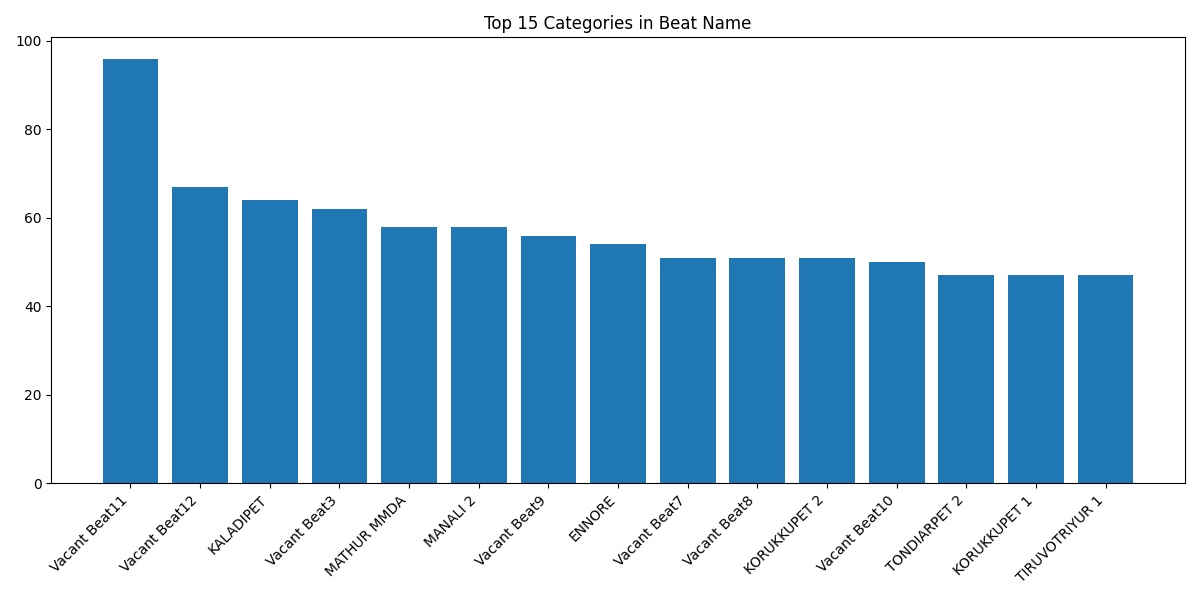 Top 15 Categories in Beat Name
100
80
60
40
20
0
Vacant Beat11
Vacant Beat12
KALADIPET
Vacant Beat3
MATHUR MMDA
MANALI 2
Vacant Beat9
ENNORE
Vacant Beat7
Vacant Beat8
KORUKKUPET 2
Vacant Beat10
TONDIARPET 2
KORUKKUPET 1
TIRUVOTRIYUR 1